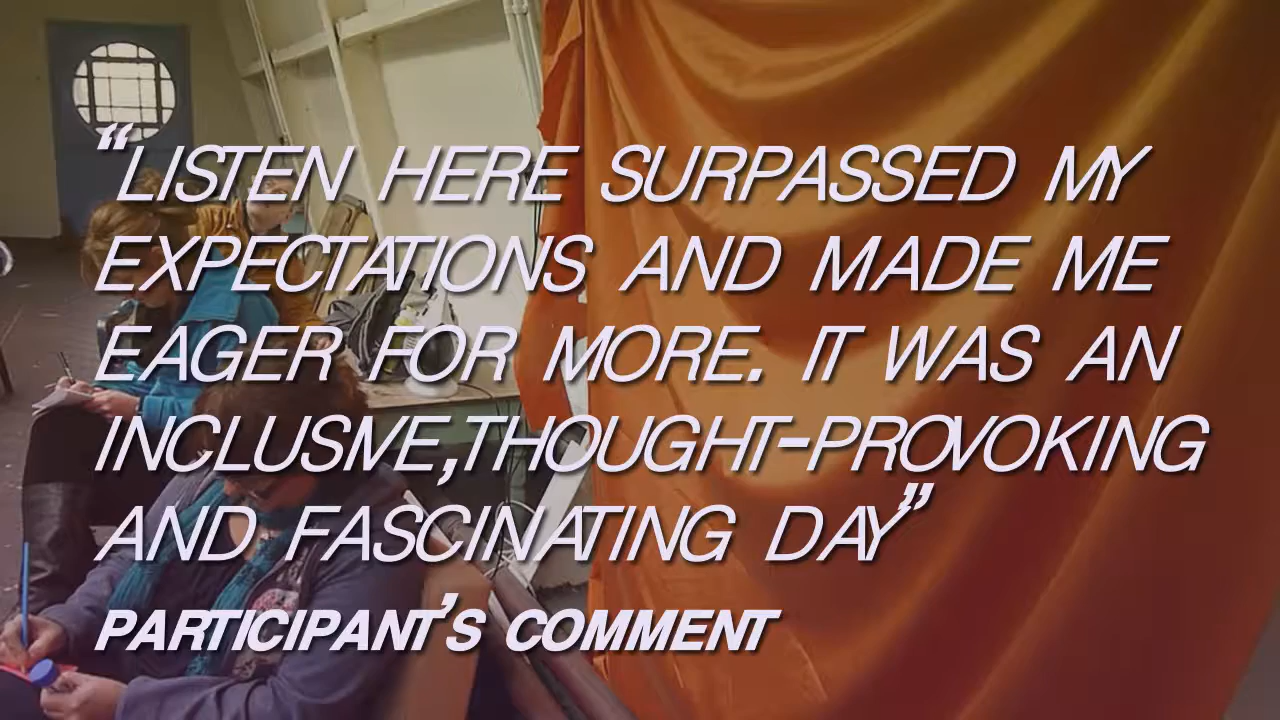 “LISTEN HERE SURPASSED MY
EXPECTATIONS AND MADE ME
EAGER FOR MORE. IT WAS AN
INCLUSIVE,THOUGHT-PROVOKING
AND FASCINATING DAY”
PARTICIPANT'S COMMENT